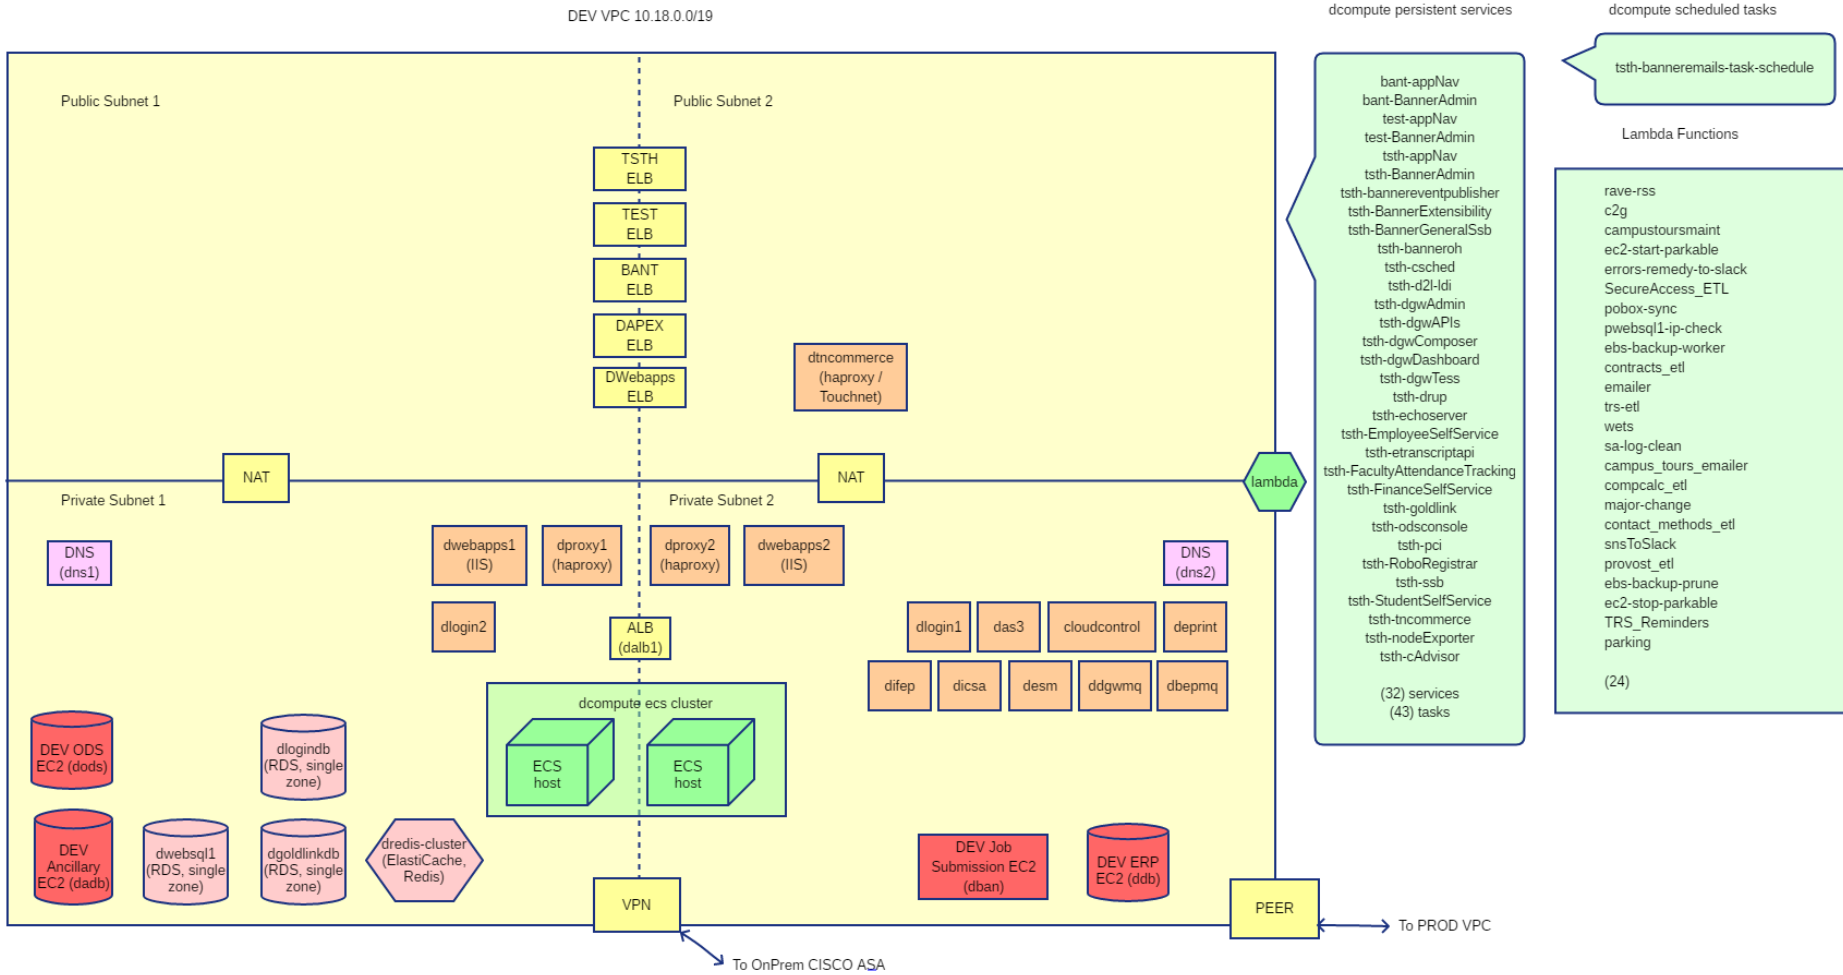 DEV VPC 10.18.0.0/19
dcompute persistent services
dcompute scheduled tasks
Public Subnet 1
Public Subnet 2
TSTH
ELB
TEST
ELB
BANT
ELB
DAPEX
ELB
DWebapps
ELB
dtncommerce
(haproxy /
Touchnet)
NAT
NAT
lambda
Private Subnet 1
Private Subnet 2
DNS
(dns1)
dwebapps1
(IIS)
dproxy1
(haproxy)
dproxy2
(haproxy)
dwebapps2
(IIS)
DNS
(dns2)
dlogin2
ALB
(dalb1)
dlogin1
das3
cloudcontrol
deprint
difep
dicsa
desm
ddgwmq
dbepmq
dcompute ecs cluster
ECS
host
ECS
host
DEV ODS
EC2 (dods)
dlogindb
(RDS, single
zone)
DEV
Ancillary
EC2 (dadb)
dwebsql1
(RDS, single
zone)
dgoldlinkdb
(RDS, single
zone)
dredis-cluster
(ElastiCache,
Redis)
DEV Job
Submission EC2
(dban)
DEV ERP
EC2 (ddb)
VPN
PEER
To PROD VPC
To OnPrem CISCO ASA
bant-appNav
bant-BannerAdmin
test-appNav
test-BannerAdmin
tsth-appNav
tsth-BannerAdmin
tsth-bannereventpublisher
tsth-BannerExtensibility
tsth-BannerGeneralSsb
tsth-banneroh
tsth-csched
tsth-d2l-ldi
tsth-dgwAdmin
tsth-dgwAPIs
tsth-dgwComposer
tsth-dgwDashboard
tsth-dgwTess
tsth-drup
tsth-echoserver
tsth-EmployeeSelfService
tsth-etranscriptapi
tsth-FacultyAttendanceTracking
tsth-FinanceSelfService
tsth-goldlink
tsth-odsconsole
tsth-pci
tsth-RoboRegistrar
tsth-ssb
tsth-StudentSelfService
tsth-tncommerce
tsth-nodeExporter
tsth-cAdvisor
(32) services
(43) tasks
tsth-banneremails-task-schedule
Lambda Functions
rave-rss
c2g
campustoursmaint
ec2-start-parkable
errors-remedy-to-slack
SecureAccess_ETL
pobox-sync
pwebsql1-ip-check
ebs-backup-worker
contracts_etl
emailer
trs-etl
wets
sa-log-clean
campus_tours_emailer
compcalc_etl
major-change
contact_methods_etl
snsToSlack
provost_etl
ebs-backup-prune
ec2-stop-parkable
TRS_Reminders
parking
(24)